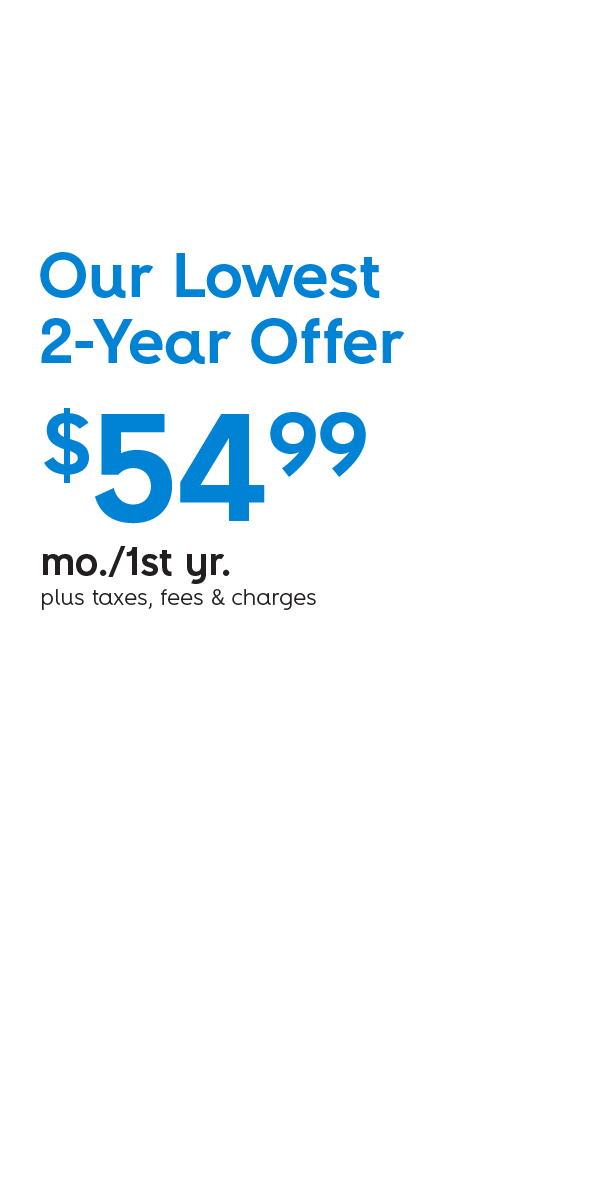 Our Lowest
2-Year Offer
$5499
mo./1st yr.
plus taxes, fees & charges